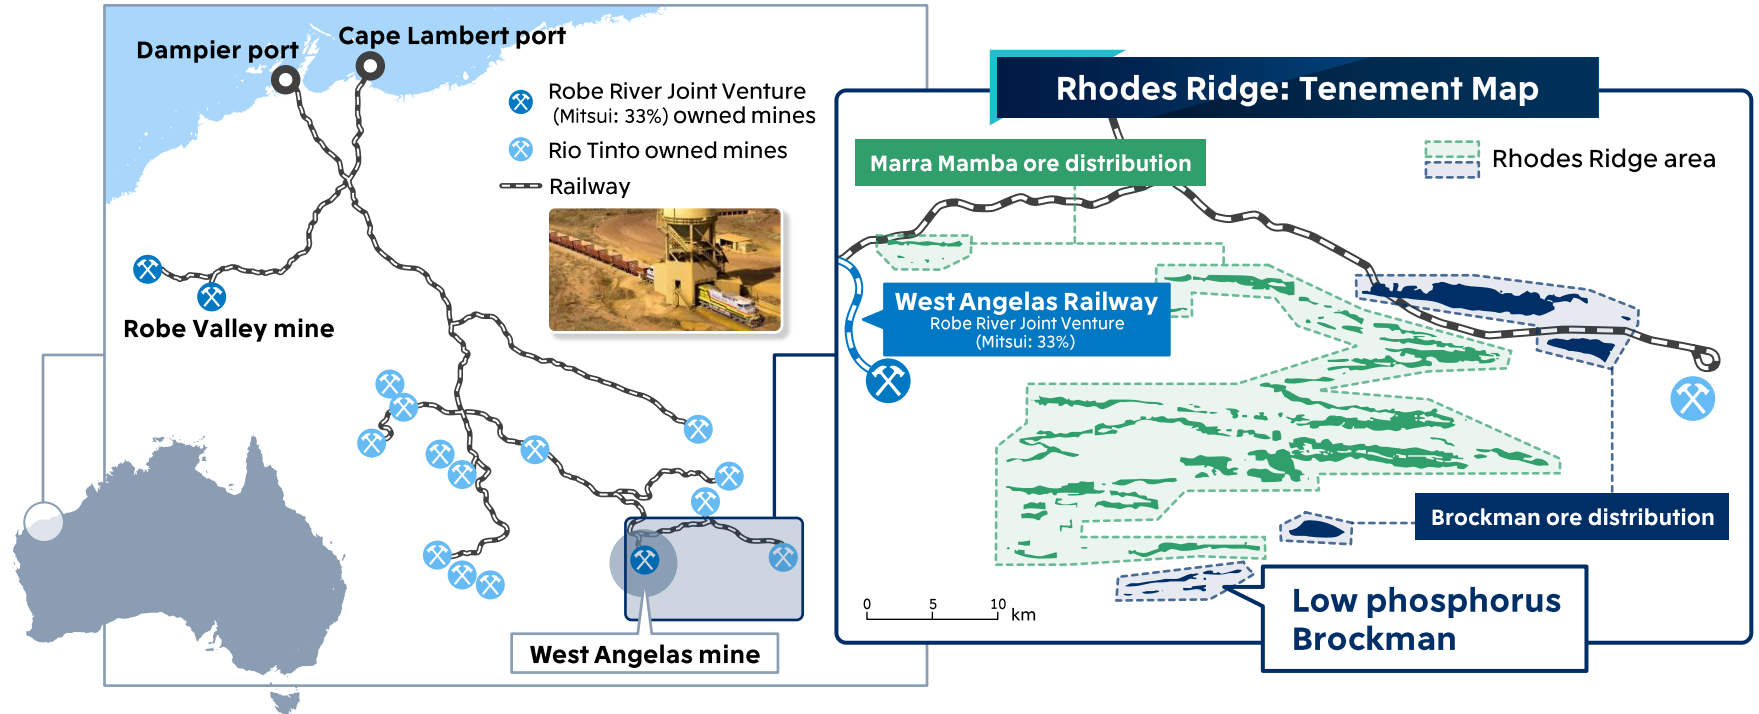 Dampier port
Cape Lambert port
Robe River Joint Venture
(Mitsui: 33%) owned mines
Rio Tinto owned mines
Railway
Robe Valley mine
West Angelas mine
Rhodes Ridge: Tenement Map
Marra Mamba ore distribution
Rhodes Ridge area
West Angelas Railway
Robe River Joint Venture
(Mitsui: 33%)
Brockman ore distribution
Low phosphorus
Brockman
0 5 10 km